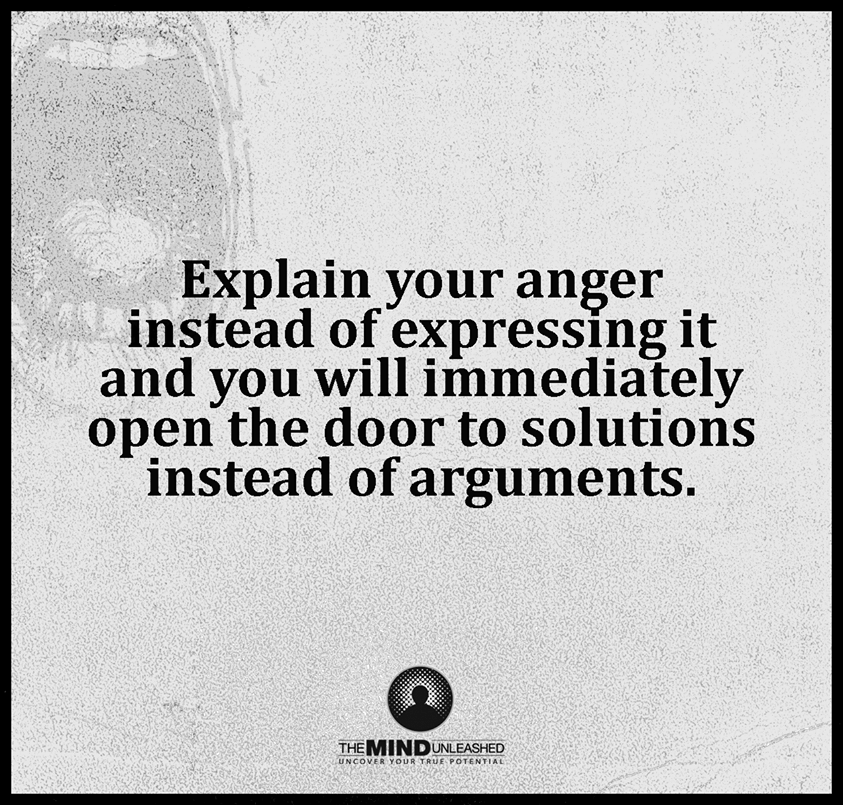 Explain your anger
instead of expressing it
and you will immediately
open the door to solutions
instead of arguments.
THEMINDUNLEASHED
UNCOVER YOUR TRUE POTENTIAL